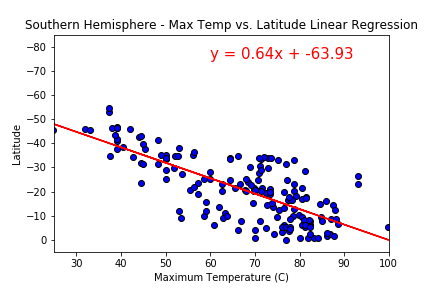 Southern Hemisphere - Max Temp vs. Latitude Linear Regression
y = 0.64x + -63.93
Latitude
−80
−70
−60
−50
−40
−30
−20
−10
0
30 40 50 60 70 80 90 100
Maximum Temperature (C)